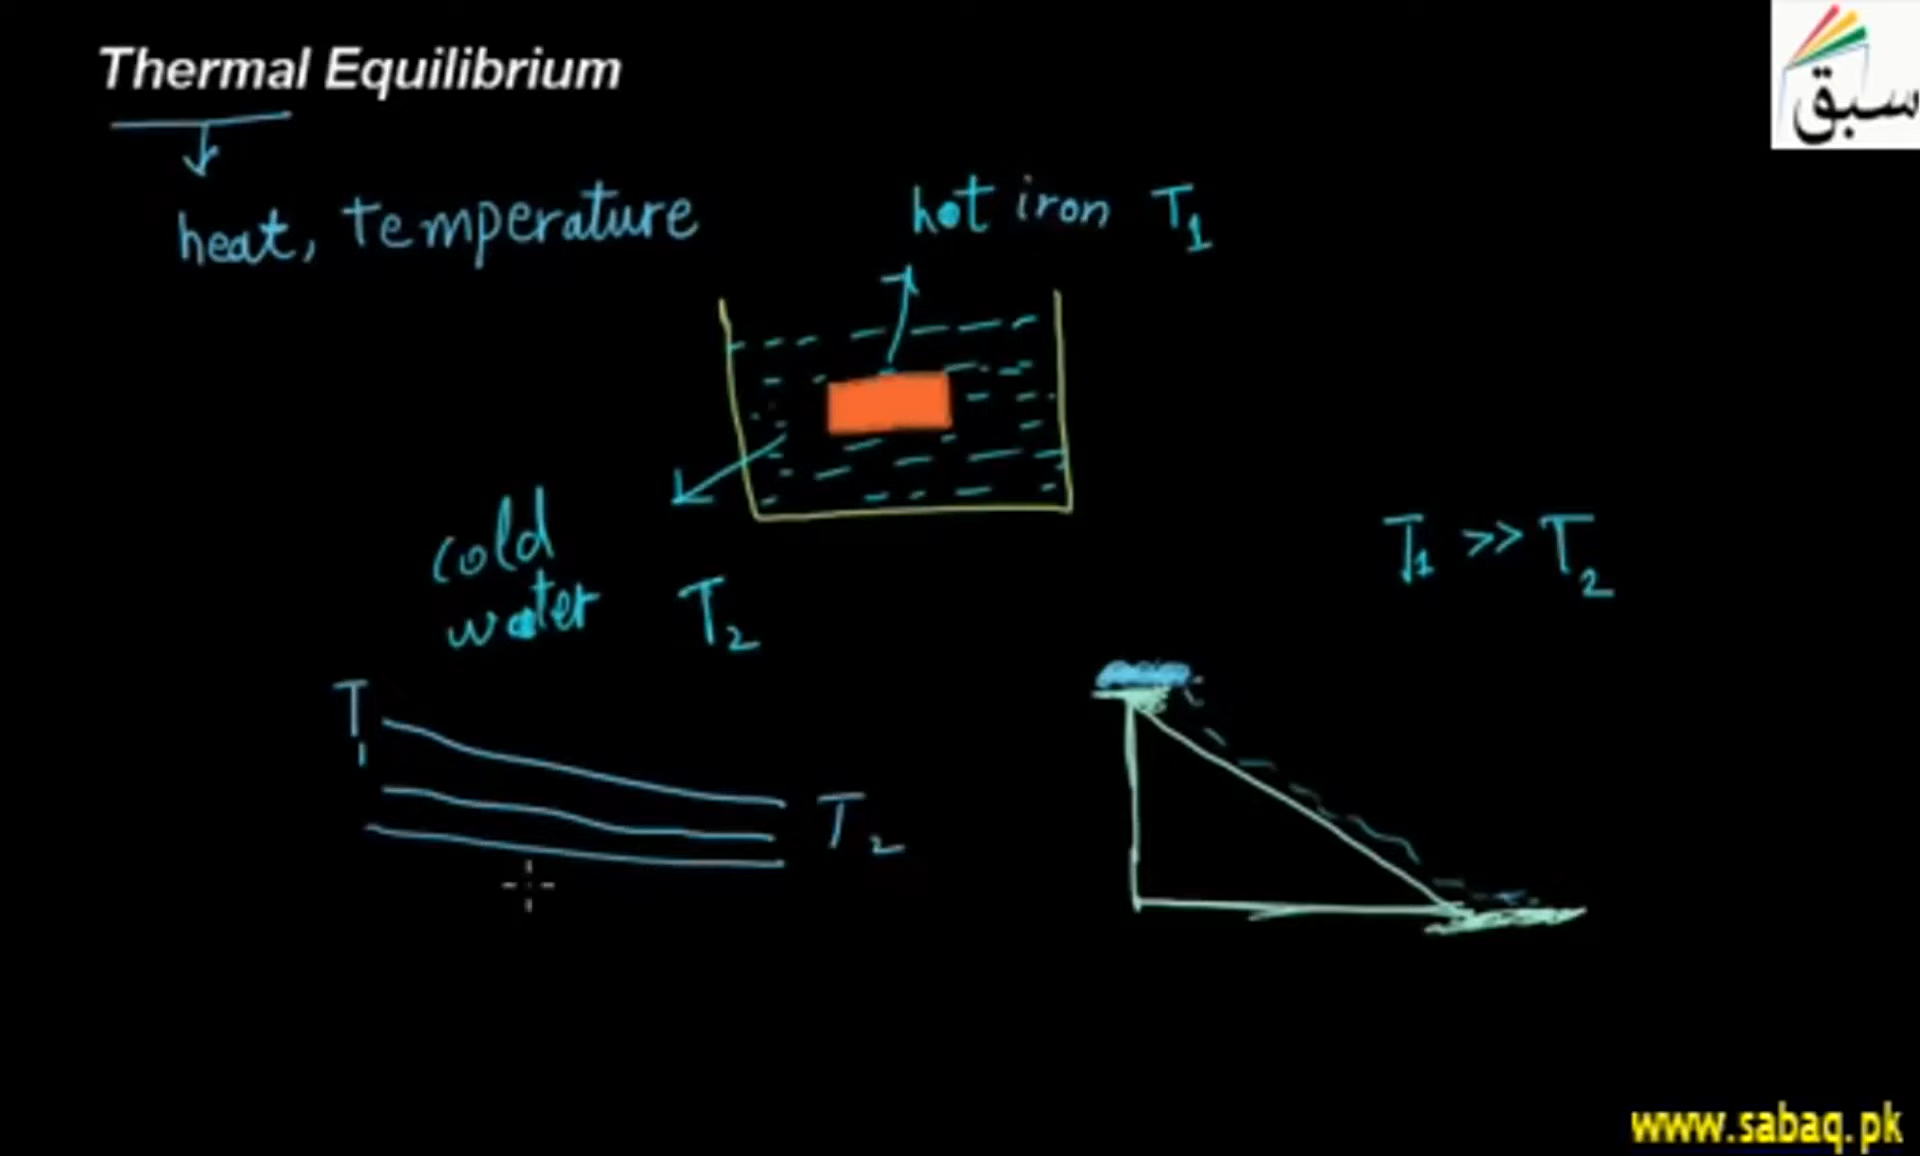 Thermal Equilibrium
سبق
heat, temperature
hot iron T1
cold
water T2
T1 >> T2
T1
T2
www.sabaq.pk